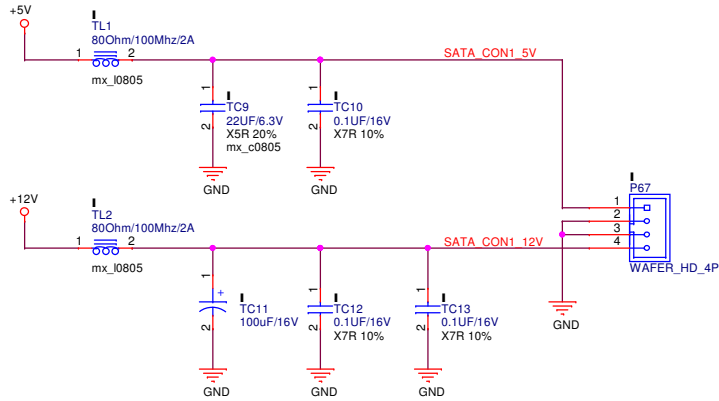 +5V
TL1
80Ohm/100Mhz/2A
1 2
mx_l0805
SATA_CON1_5V
1
2
TC9
22UF/6.3V
X5R 20%
mx_c0805
GND
1
2
TC10
0.1UF/16V
X7R 10%
GND
+12V
TL2
80Ohm/100Mhz/2A
1 2
mx_l0805
SATA_CON1_12V
P67
1
2
3
4
WAFER_HD_4P
GND
1
2
+
TC11
100uF/16V
GND
1
2
TC12
0.1UF/16V
X7R 10%
GND
1
2
TC13
0.1UF/16V
X7R 10%
GND